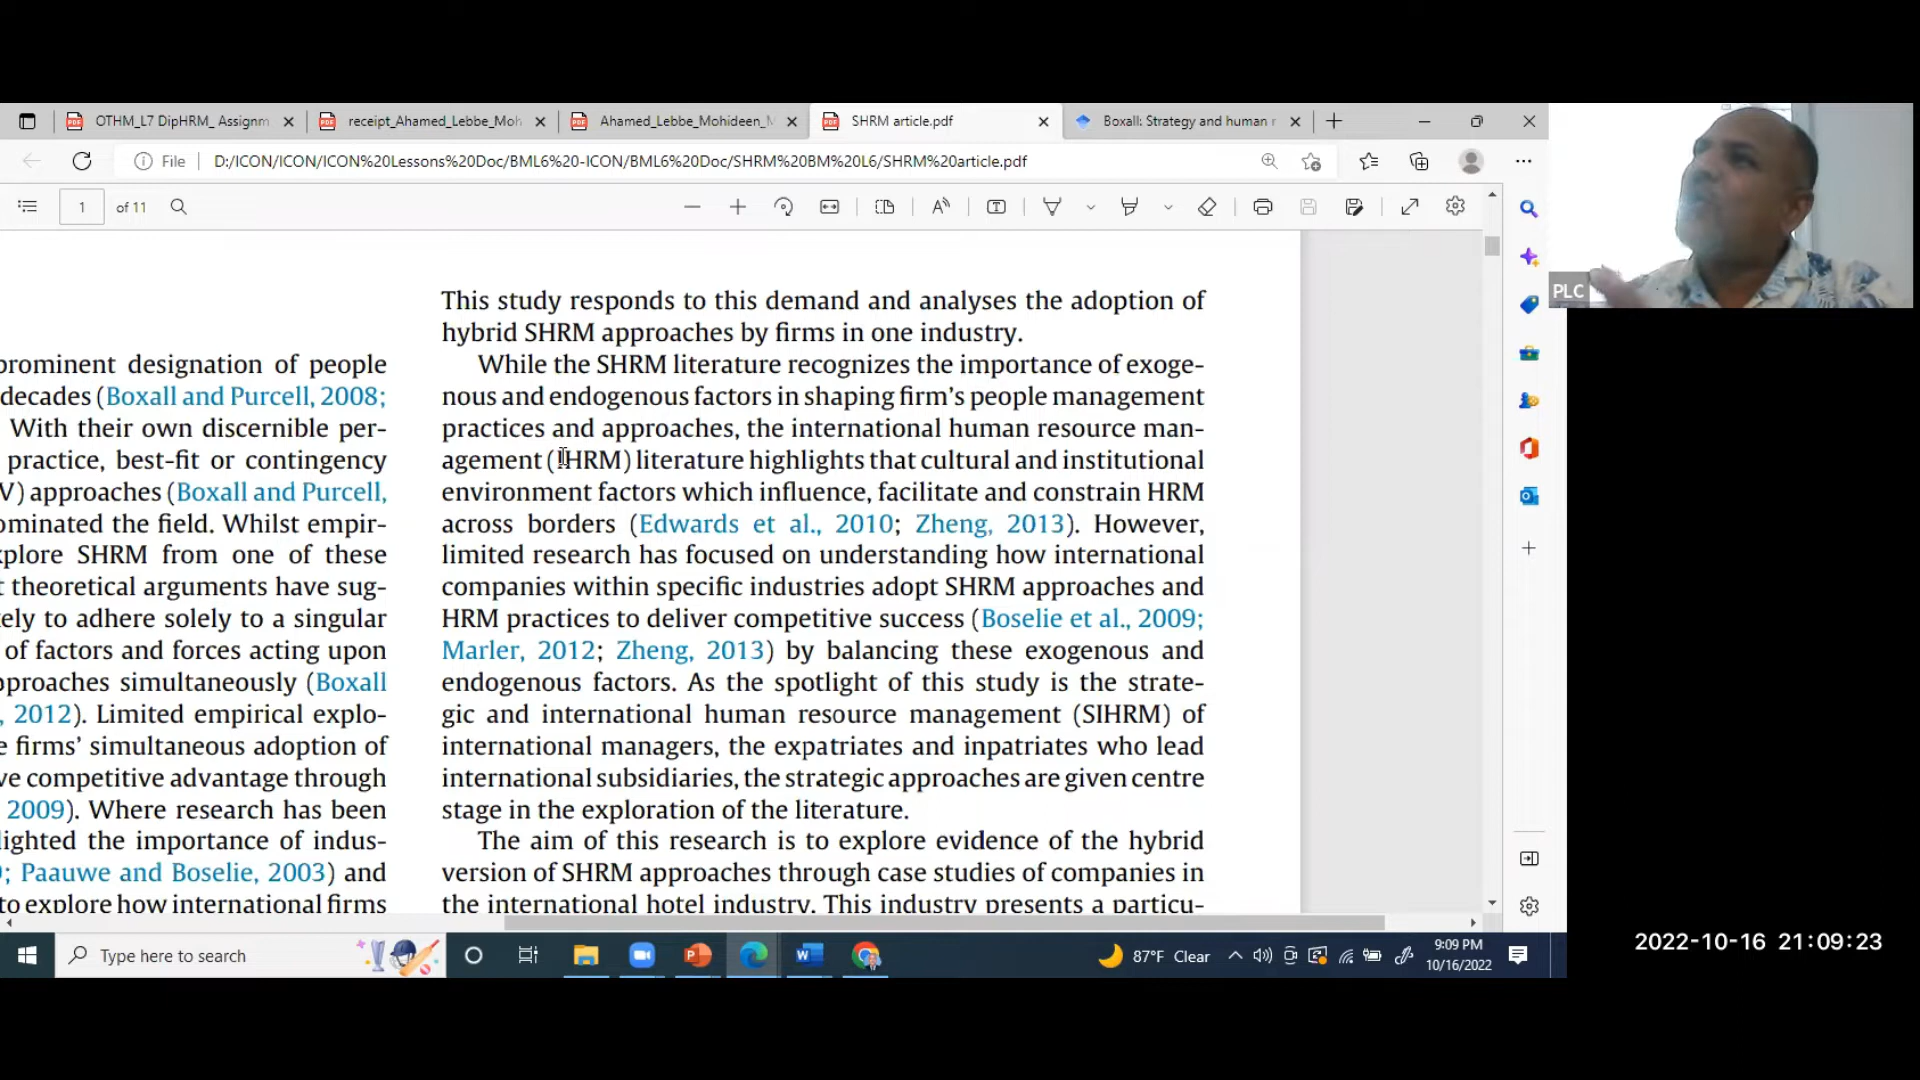 OTHM_L7 DipHRM_ Assignm
receipt_Ahamed_Lebbe_Moh
Ahamed_Lebbe_Mohideen_M
SHRM article.pdf
Boxall: Strategy and human r
File
D:/ICON/ICON/ICON%20Lessons%20Doc/BML6%20-ICON/BML6%20Doc/SHRM%20BM%20L6/SHRM%20article.pdf
1 of 11
PLC
prominent designation of people
decades (Boxall and Purcell, 2008;
With their own discernible per-
practice, best-fit or contingency
V) approaches (Boxall and Purcell,
ominated the field. Whilst empir-
xplore SHRM from one of these
t theoretical arguments have sug-
ely to adhere solely to a singular
of factors and forces acting upon
pproaches simultaneously (Boxall
, 2012). Limited empirical explo-
e firms' simultaneous adoption of
ve competitive advantage through
2009). Where research has been
lighted the importance of indus-
; Paauwe and Boselie, 2003) and
to explore how international firms
This study responds to this demand and analyses the adoption of
hybrid SHRM approaches by firms in one industry.
While the SHRM literature recognizes the importance of exoge-
nous and endogenous factors in shaping firm's people management
practices and approaches, the international human resource man-
agement (IHRM) literature highlights that cultural and institutional
environment factors which influence, facilitate and constrain HRM
across borders (Edwards et al., 2010; Zheng, 2013). However,
limited research has focused on understanding how international
companies within specific industries adopt SHRM approaches and
HRM practices to deliver competitive success (Boselie et al., 2009;
Marler, 2012; Zheng, 2013) by balancing these exogenous and
endogenous factors. As the spotlight of this study is the strate-
gic and international human resource management (SIHRM) of
international managers, the expatriates and inpatriates who lead
international subsidiaries, the strategic approaches are given centre
stage in the exploration of the literature.
The aim of this research is to explore evidence of the hybrid
version of SHRM approaches through case studies of companies in
the international hotel industry. This industry presents a particu-
Type here to search
87°F Clear
9:09 PM
10/16/2022
2022-10-16 21:09:23